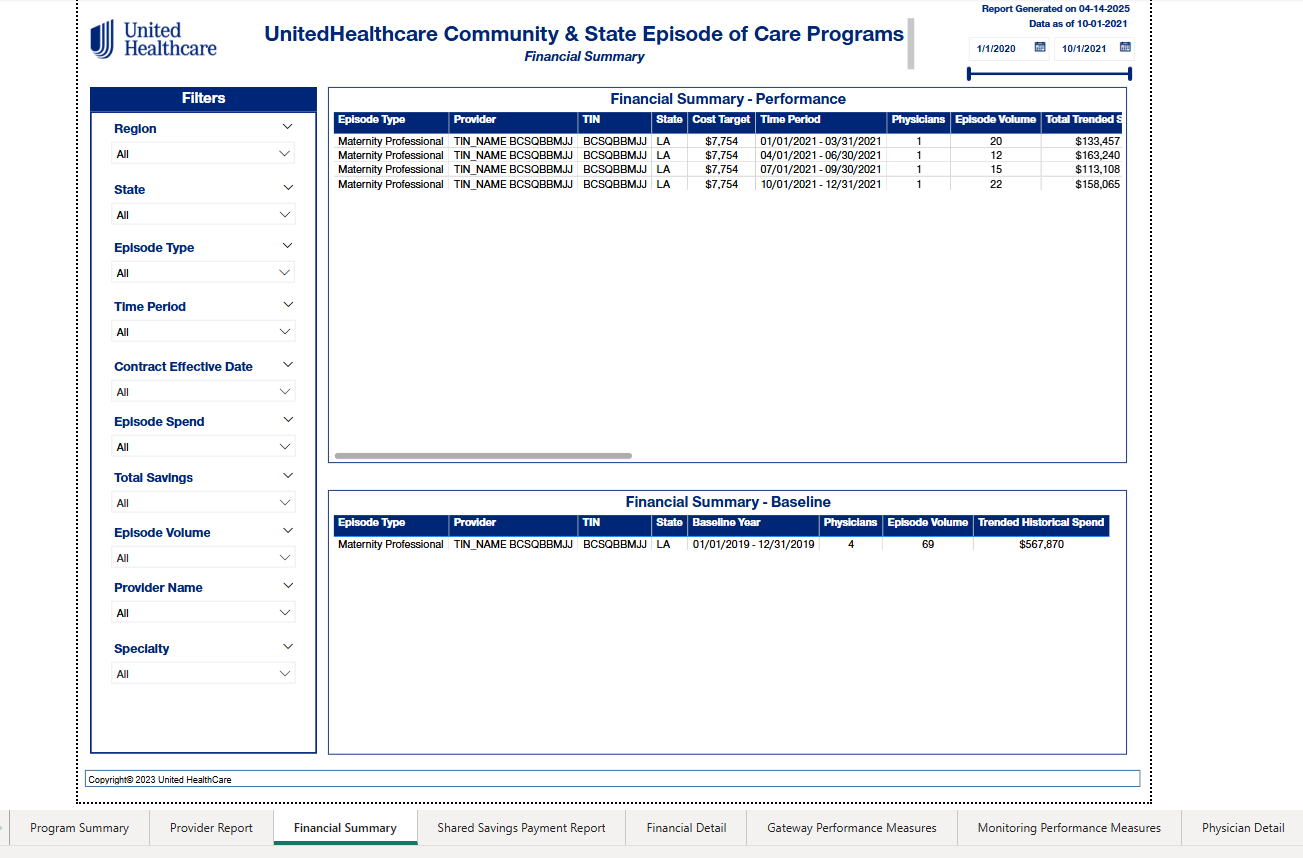 Report Generated on 04-14-2025
Data as of 10-01-2021
United
Healthcare
UnitedHealthcare Community & State Episode of Care Programs
Financial Summary
1/1/2020 10/1/2021
Filters
Region
All
State
All
Episode Type
All
Time Period
All
Contract Effective Date
All
Episode Spend
All
Total Savings
All
Episode Volume
All
Provider Name
All
Specialty
All
Financial Summary - Performance
Episode Type Provider TIN State Cost Target Time Period Physicians Episode Volume Total Trended S
Maternity Professional TIN_NAME BCSQBBMJJ BCSQBBMJJ LA $7,754 01/01/2021 - 03/31/2021 1 20 $133,457
Maternity Professional TIN_NAME BCSQBBMJJ BCSQBBMJJ LA $7,754 04/01/2021 - 06/30/2021 1 12 $163,240
Maternity Professional TIN_NAME BCSQBBMJJ BCSQBBMJJ LA $7,754 07/01/2021 - 09/30/2021 1 15 $113,108
Maternity Professional TIN_NAME BCSQBBMJJ BCSQBBMJJ LA $7,754 10/01/2021 - 12/31/2021 1 22 $158,065
Financial Summary - Baseline
Episode Type Provider TIN State Baseline Year Physicians Episode Volume Trended Historical Spend
Maternity Professional TIN_NAME BCSQBBMJJ BCSQBBMJJ LA 01/01/2019 - 12/31/2019 4 69 $567,870
Copyright© 2023 United HealthCare
Program Summary Provider Report Financial Summary Shared Savings Payment Report Financial Detail Gateway Performance Measures Monitoring Performance Measures Physician Detail